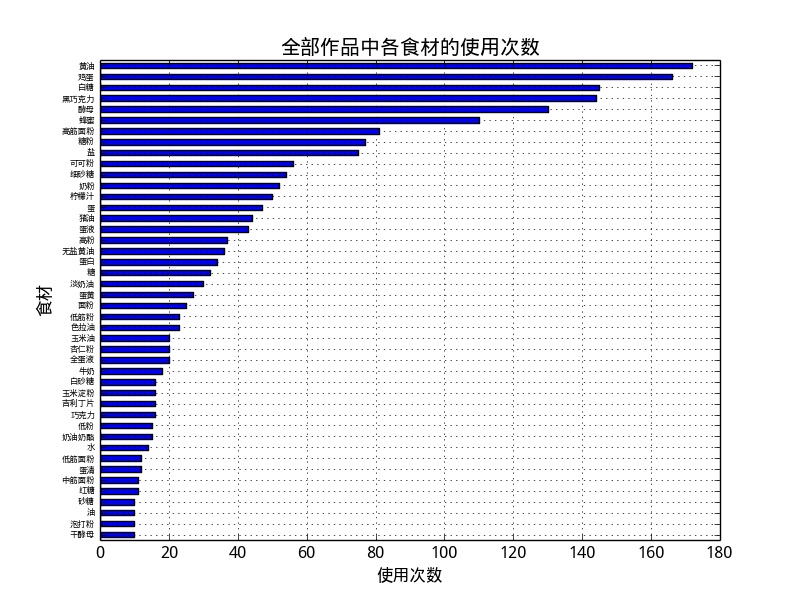 全部作品中各食材的使用次数
黄油
鸡蛋
白糖
黑巧克力
酵母
蜂蜜
高筋面粉
糖粉
盐
可可粉
细砂糖
奶粉
柠檬汁
蛋
猪油
蛋液
高粉
无盐黄油
蛋白
糖
淡奶油
蛋黄
面粉
低筋粉
色拉油
玉米油
杏仁粉
全蛋液
牛奶
白砂糖
玉米淀粉
吉利丁片
巧克力
低粉
奶油奶酪
水
低筋面粉
蛋清
中筋面粉
红糖
砂糖
油
泡打粉
干酵母
食材
0 20 40 60 80 100 120 140 160 180
使用次数